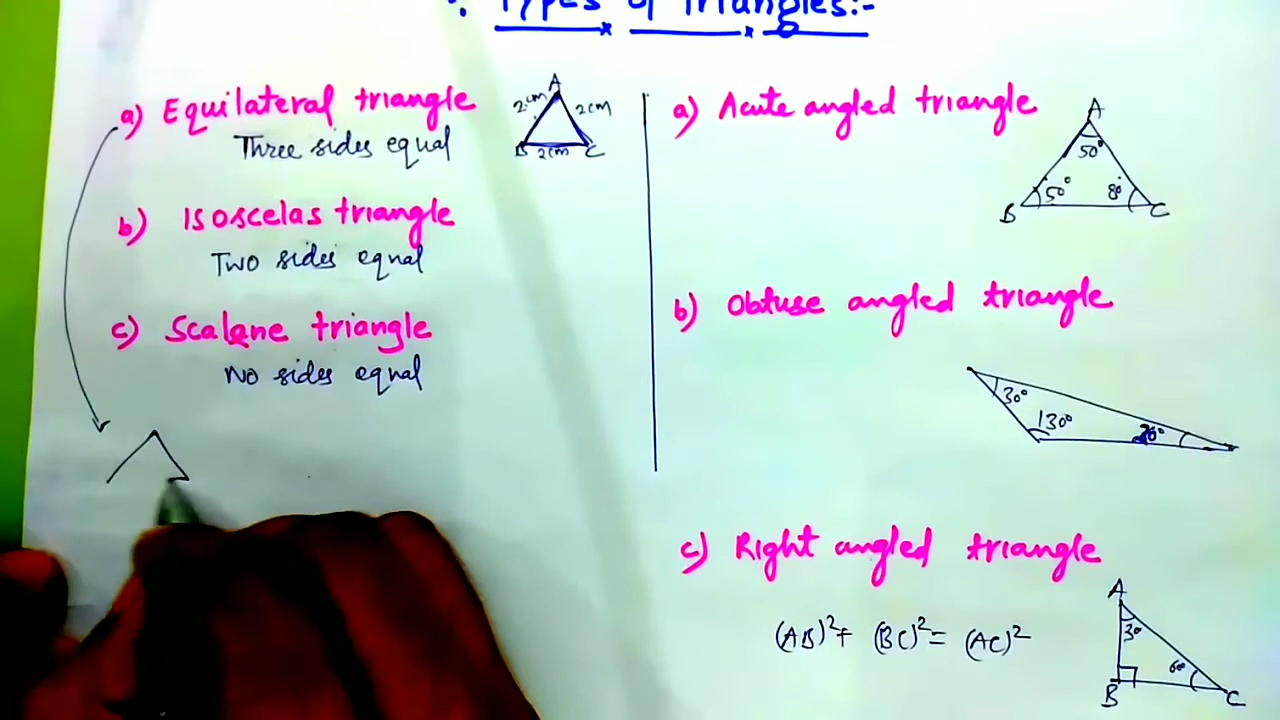 Types of Triangles:-
a) Equilateral triangle
Three sides equal
A
2cm 2cm
B 2cm C
b) Isoscelas triangle
Two sides equal
c) Scalene triangle
No sides equal
a) Acute angled triangle
A
50°
50° 80
B C
b) Obtuse angled triangle
30°
130° 20°
c) Right angled triangle
(AB)²+ (BC)²= (AC)²
A
30
60
B C